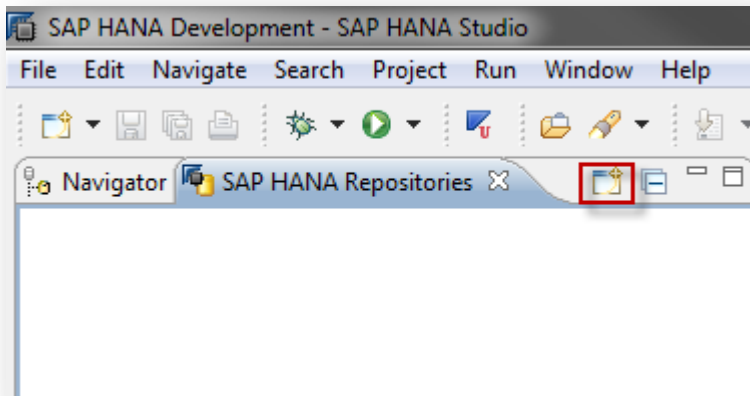 SAP HANA Development - SAP HANA Studio
File Edit Navigate Search Project Run Window Help
U
Navigator SAP HANA Repositories